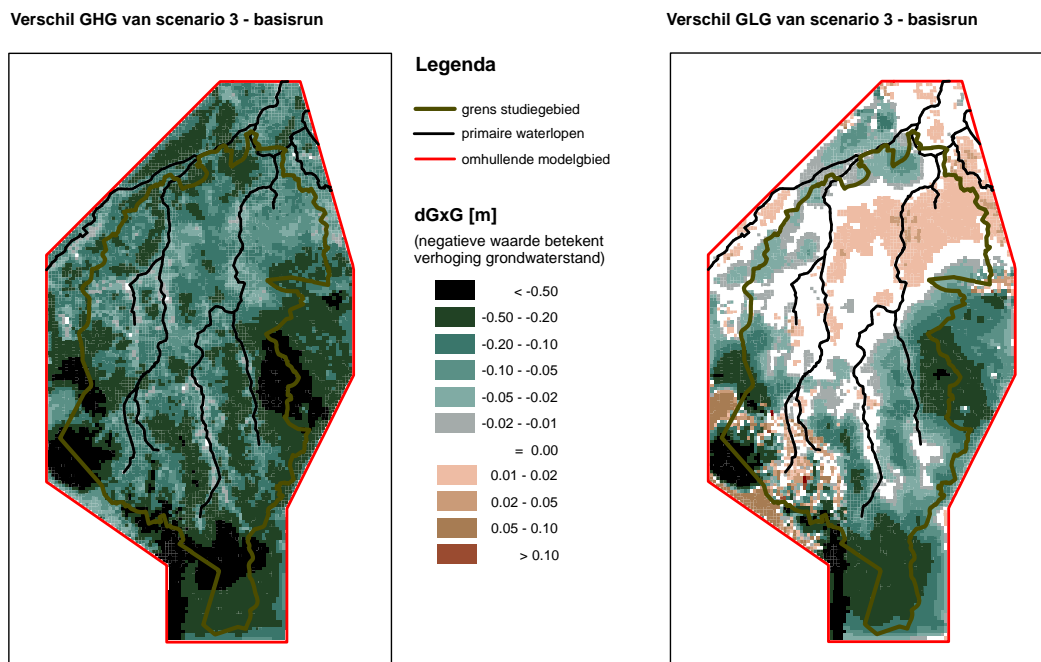 Verschil GHG van scenario 3 - basisrun
Verschil GLG van scenario 3 - basisrun
Legenda
grens studiegebied
primaire waterlopen
omhullende modelgbied
dGxG [m]
(negatieve waarde betekent
verhoging grondwaterstand)
< -0.50
-0.50 - -0.20
-0.20 - -0.10
-0.10 - -0.05
-0.05 - -0.02
-0.02 - -0.01
= 0.00
0.01 - 0.02
0.02 - 0.05
0.05 - 0.10
> 0.10